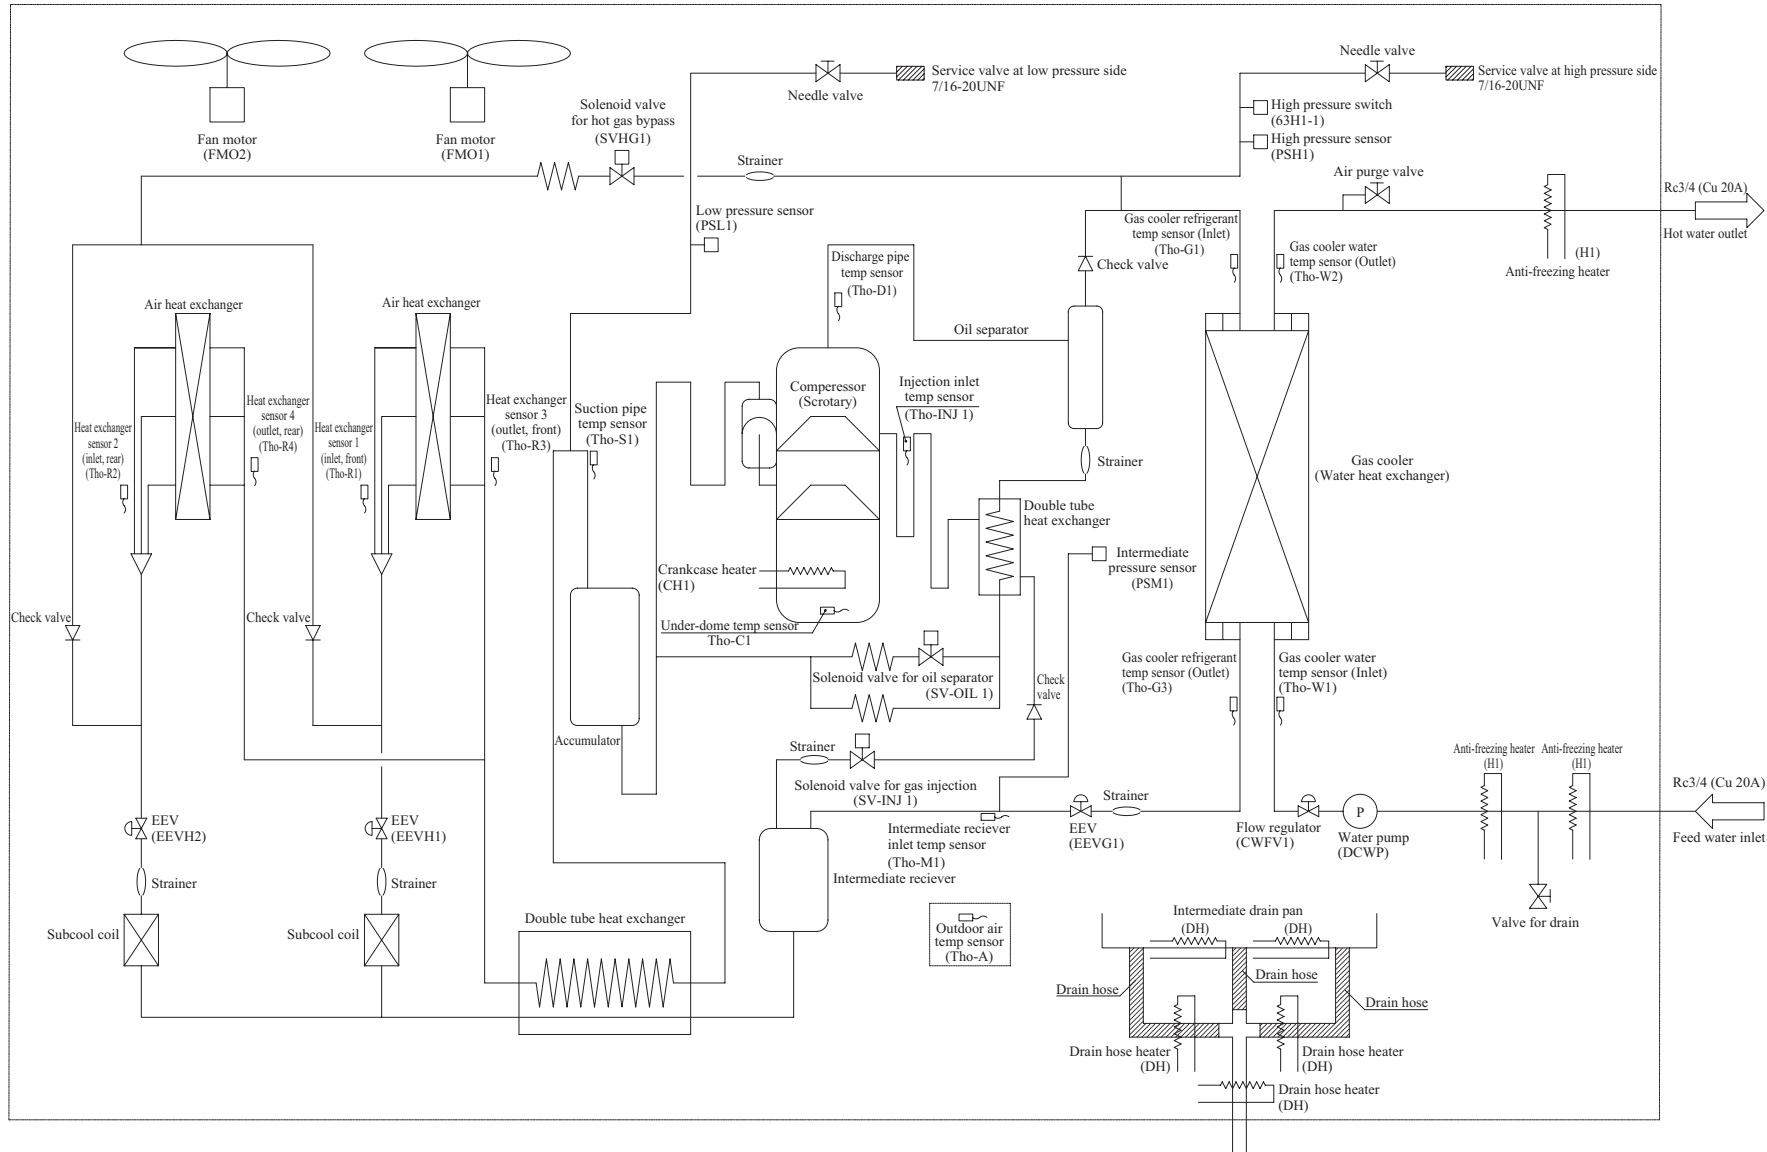 Needle valve
Service valve at low pressure side
7/16-20UNF
Needle valve
Service valve at high pressure side
7/16-20UNF
High pressure switch
(63H1-1)
High pressure sensor
(PSH1)
Fan motor
(FMO2)
Fan motor
(FMO1)
Solenoid valve
for hot gas bypass
(SVHG1)
Strainer
Air purge valve
Rc3/4 (Cu 20A)
Hot water outlet
(H1)
Anti-freezing heater
Low pressure sensor
(PSL1)
Gas cooler refrigerant
temp sensor (Inlet)
(Tho-G1)
Gas cooler water
temp sensor (Outlet)
(Tho-W2)
Check valve
Discharge pipe
temp sensor
(Tho-D1)
Air heat exchanger
Air heat exchanger
Oil separator
Comperessor
(Scrotary)
Injection inlet
temp sensor
(Tho-INJ 1)
Heat exchanger
sensor 2
(inlet, rear)
(Tho-R2)
Heat exchanger
sensor 4
(outlet, rear)
(Tho-R4)
Heat exchanger
sensor 1
(inlet, front)
(Tho-R1)
Heat exchanger
sensor 3
(outlet, front)
(Tho-R3)
Suction pipe
temp sensor
(Tho-S1)
Strainer
Gas cooler
(Water heat exchanger)
Double tube
heat exchanger
Intermediate
pressure sensor
(PSM1)
Crankcase heater
(CH1)
Under-dome temp sensor
Tho-C1
Check valve
Check valve
Solenoid valve for oil separator
(SV-OIL 1)
Check
valve
Gas cooler refrigerant
temp sensor (Outlet)
(Tho-G3)
Gas cooler water
temp sensor (Inlet)
(Tho-W1)
Accumulator
Strainer
Solenoid valve for gas injection
(SV-INJ 1)
Anti-freezing heater
(H1)
Anti-freezing heater
(H1)
Rc3/4 (Cu 20A)
Feed water inlet
EEV
(EEVH2)
EEV
(EEVH1)
Intermediate reciever
inlet temp sensor
(Tho-M1)
EEV
(EEVG1)
Strainer
Flow regulator
(CWFV1)
P
Water pump
(DCWP)
Strainer
Strainer
Intermediate reciever
Valve for drain
Subcool coil
Subcool coil
Double tube heat exchanger
Outdoor air
temp sensor
(Tho-A)
Intermediate drain pan
(DH)
(DH)
Drain hose
Drain hose
Drain hose
Drain hose heater
(DH)
Drain hose heater
(DH)
Drain hose heater
(DH)